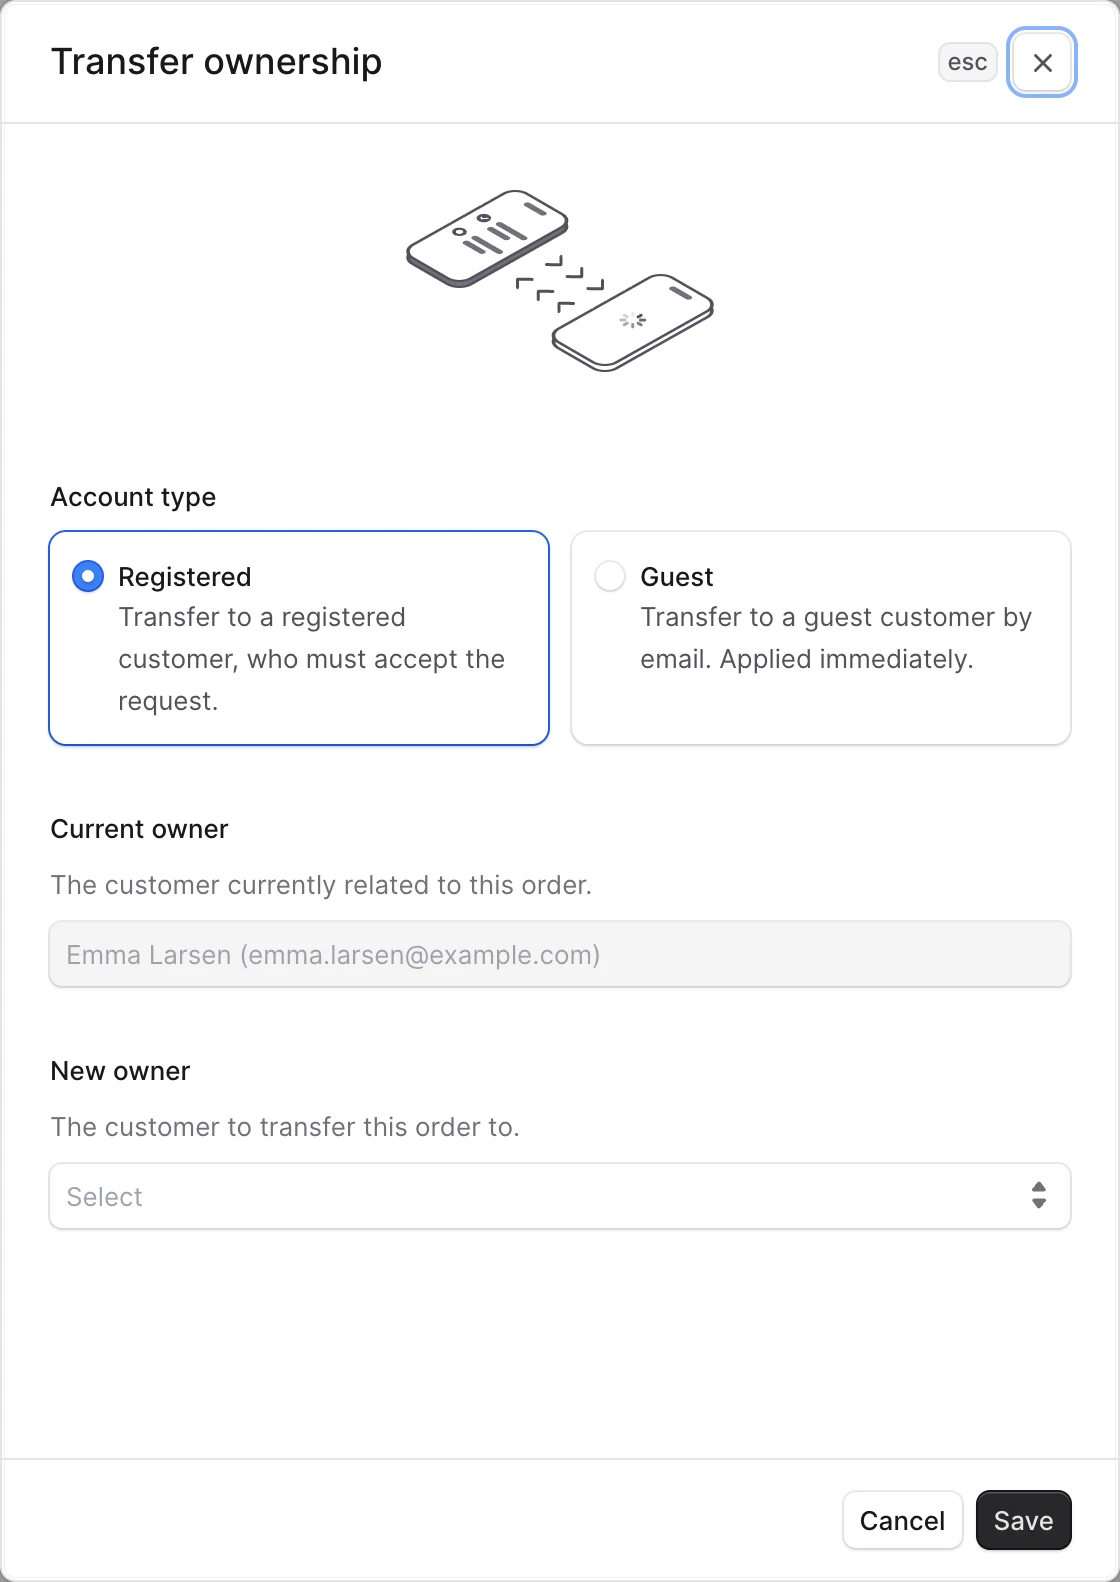 Transfer ownership
esc
Account type
Registered
Transfer to a registered
customer, who must accept the
request.
Guest
Transfer to a guest customer by
email. Applied immediately.
Current owner
The customer currently related to this order.
Emma Larsen (emma.larsen@example.com)
New owner
The customer to transfer this order to.
Select
Cancel
Save